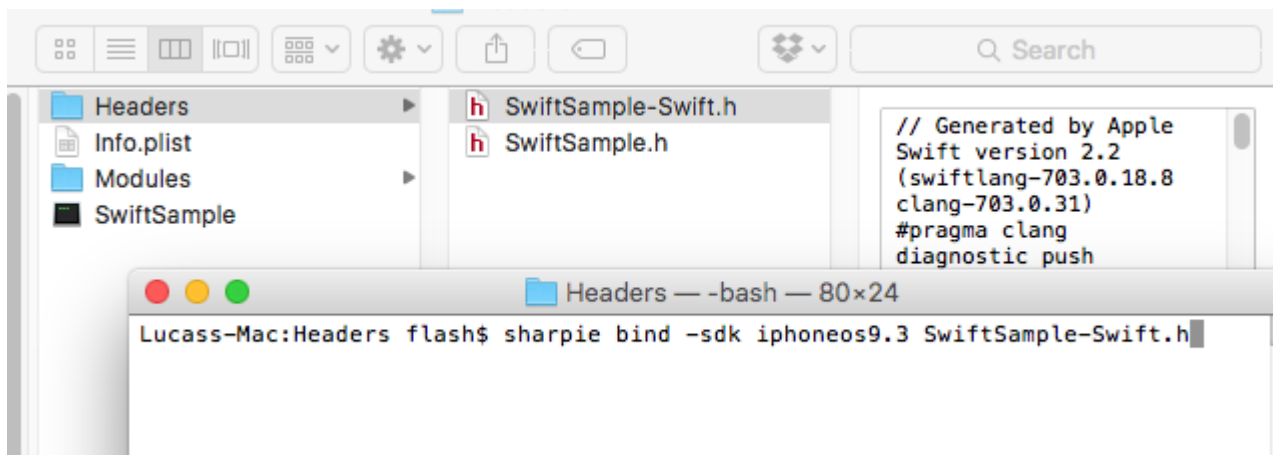 Search
Headers
Info.plist
Modules
SwiftSample
SwiftSample-Swift.h
SwiftSample.h
// Generated by Apple
Swift version 2.2
(swiftlang-703.0.18.8
clang-703.0.31)
#pragma clang
diagnostic push
Headers — -bash — 80×24
Lucass-Mac:Headers flash$ sharpie bind -sdk iphoneos9.3 SwiftSample-Swift.h